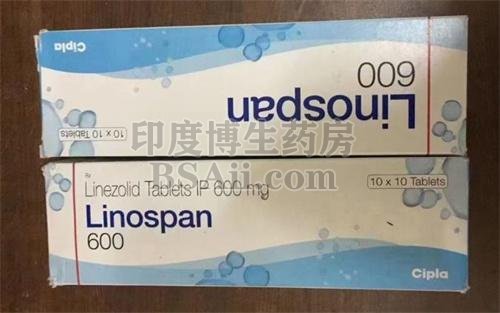 Cipla
10 x 10 Tablets
600
Linospan
印度博生药房
BSAji.com
Rx
Linezolid Tablets IP 600 mg
10 x 10 Tablets
Linospan
600
Cipla